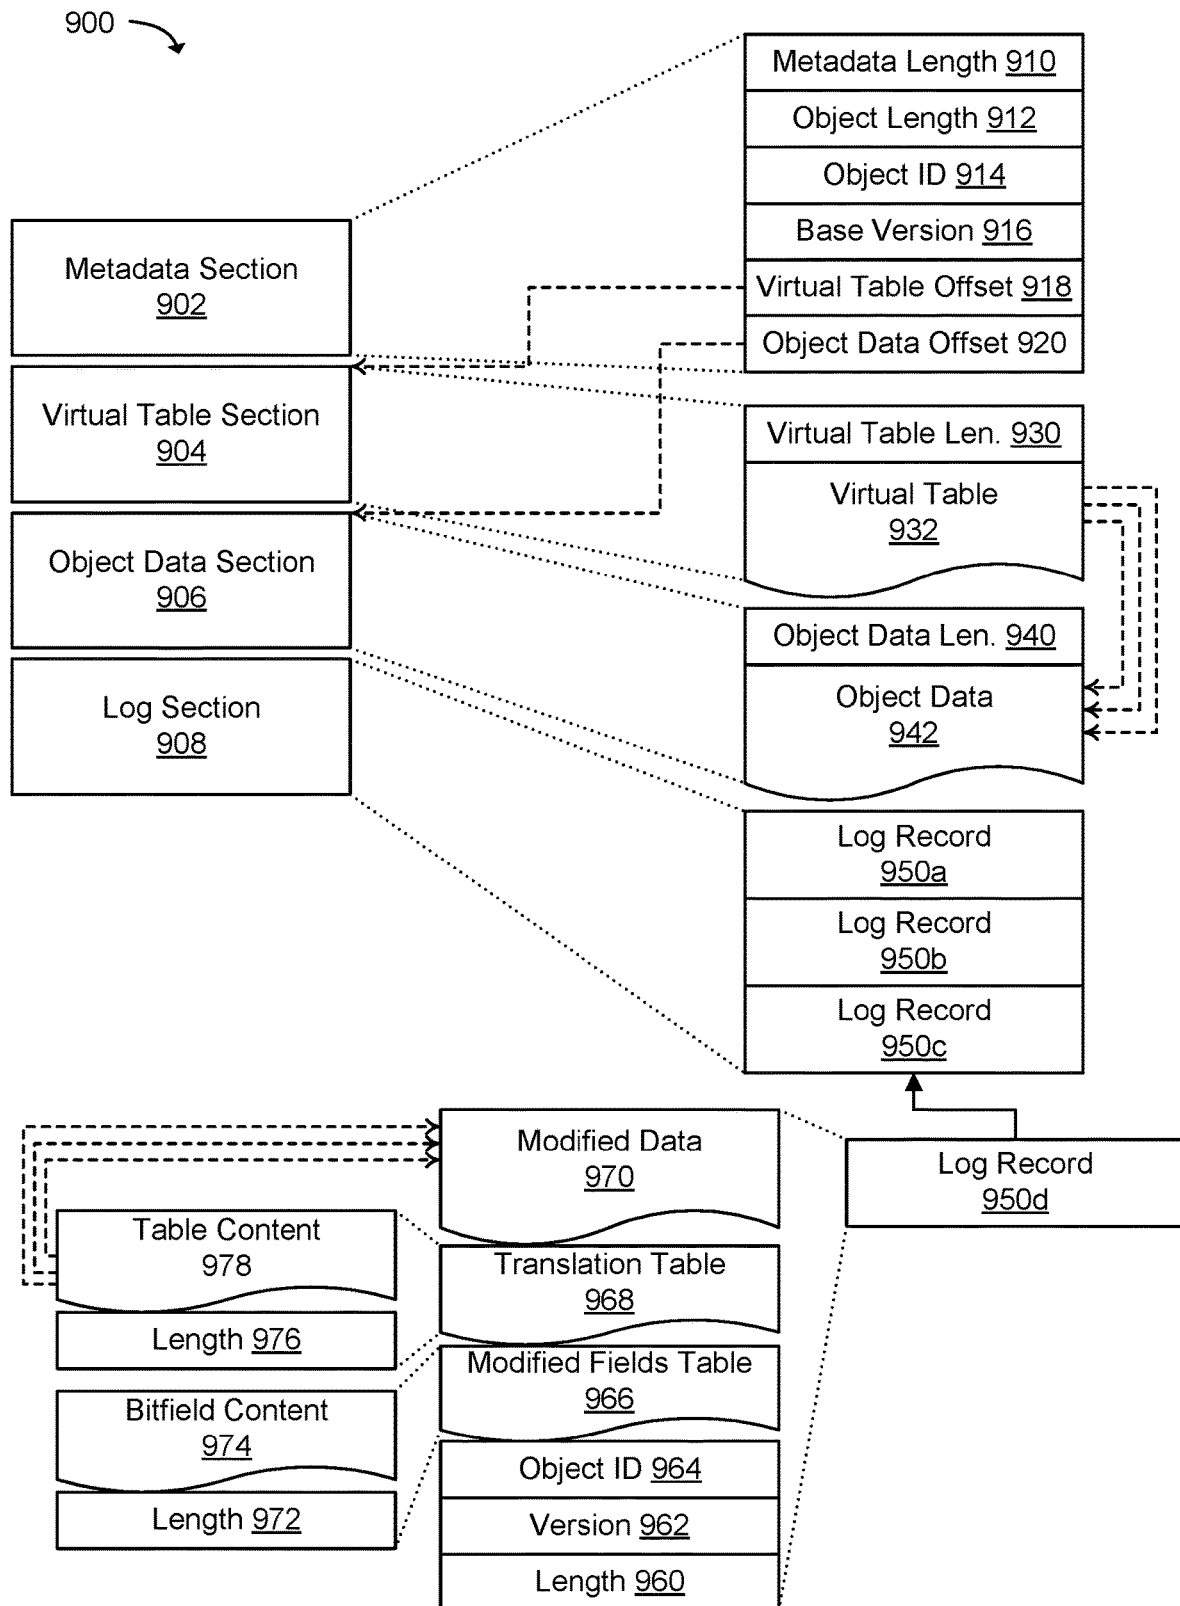 900
Metadata Length 910
Object Length 912
Object ID 914
Base Version 916
Virtual Table Offset 918
Object Data Offset 920
Metadata Section
902
Virtual Table Section
904
Object Data Section
906
Log Section
908
Virtual Table Len. 930
Virtual Table
932
Object Data Len. 940
Object Data
942
Log Record
950a
Log Record
950b
Log Record
950c
Log Record
950d
Modified Data
970
Translation Table
968
Modified Fields Table
966
Object ID 964
Version 962
Length 960
Table Content
978
Length 976
Bitfield Content
974
Length 972